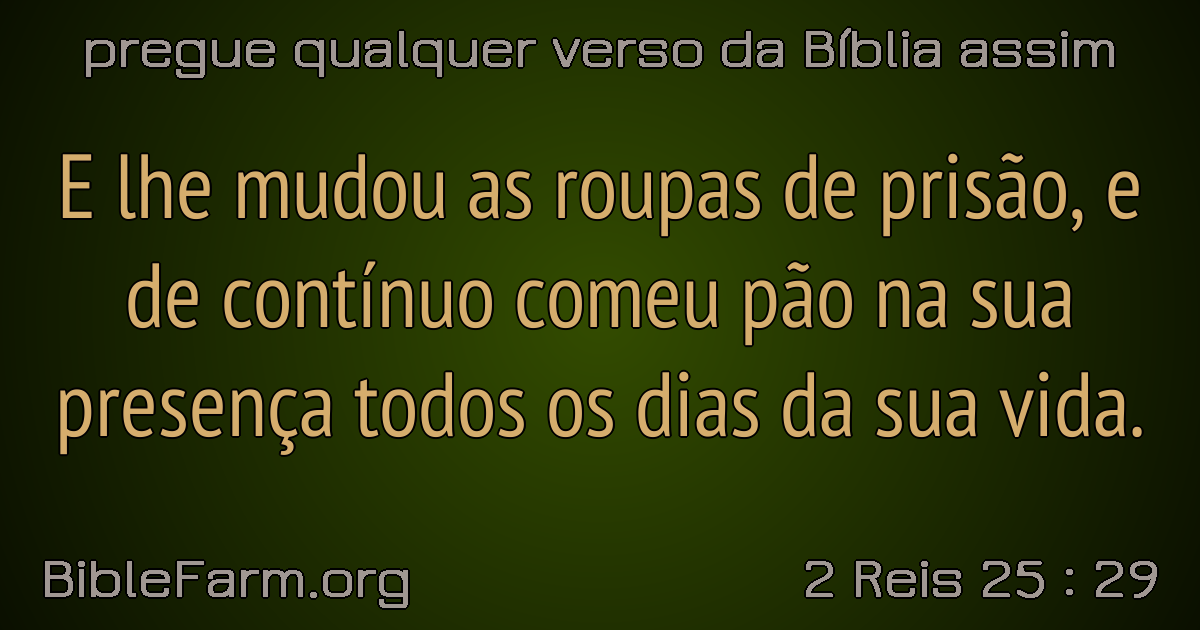 pregue qualquer verso da Bíblia assim
E lhe mudou as roupas de prisão, e
de contínuo comeu pão na sua
presença todos os dias da sua vida.
BibleFarm.org
2 Reis 25 : 29